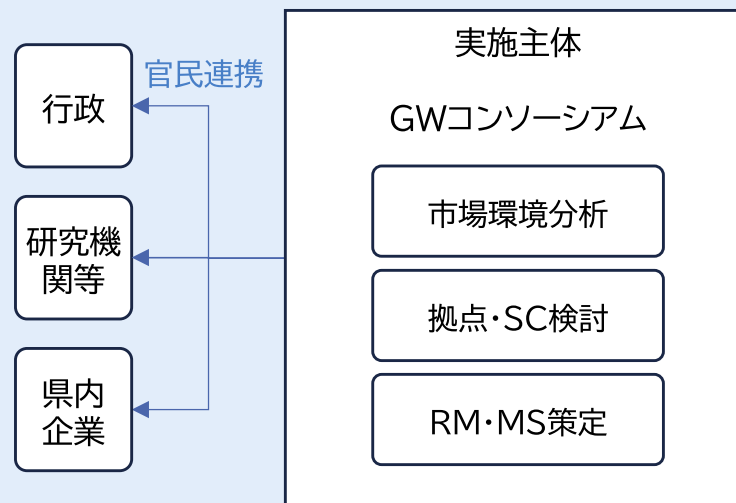 実施主体
官民連携
行政
GWコンソーシアム
市場環境分析
研究機
関等
拠点・SC検討
県内
企業
RM・MS策定